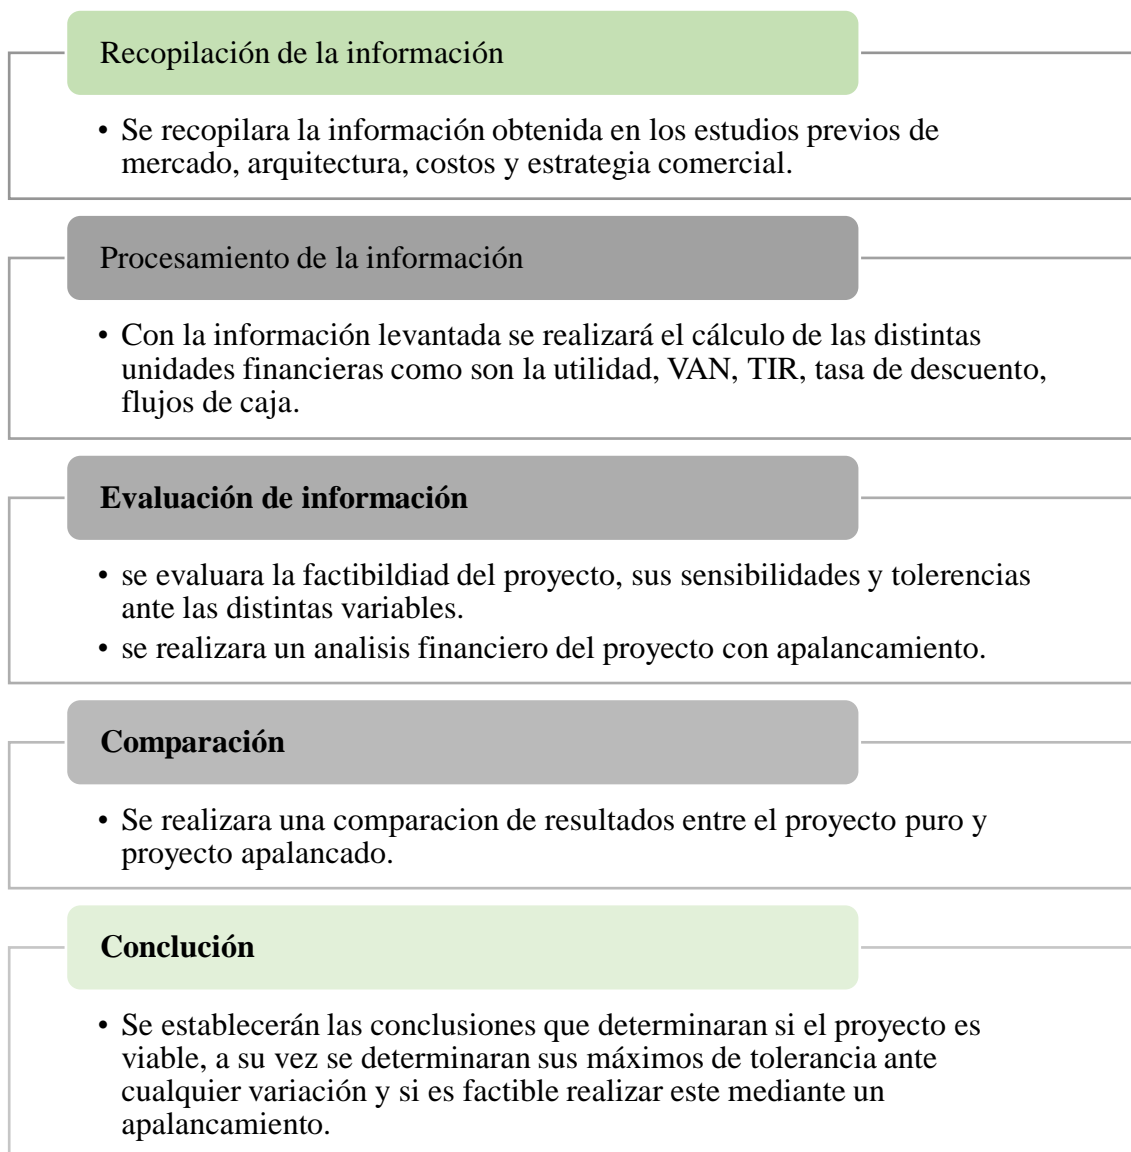 Recopilación de la información
• Se recopilara la información obtenida en los estudios previos de
mercado, arquitectura, costos y estrategia comercial.
Procesamiento de la información
• Con la información levantada se realizará el cálculo de las distintas
unidades financieras como son la utilidad, VAN, TIR, tasa de descuento,
flujos de caja.
Evaluación de información
• se evaluara la factibildiad del proyecto, sus sensibilidades y tolerencias
ante las distintas variables.
• se realizara un analisis financiero del proyecto con apalancamiento.
Comparación
• Se realizara una comparacion de resultados entre el proyecto puro y
proyecto apalancado.
Conclución
• Se establecerán las conclusiones que determinaran si el proyecto es
viable, a su vez se determinaran sus máximos de tolerancia ante
cualquier variación y si es factible realizar este mediante un
apalancamiento.